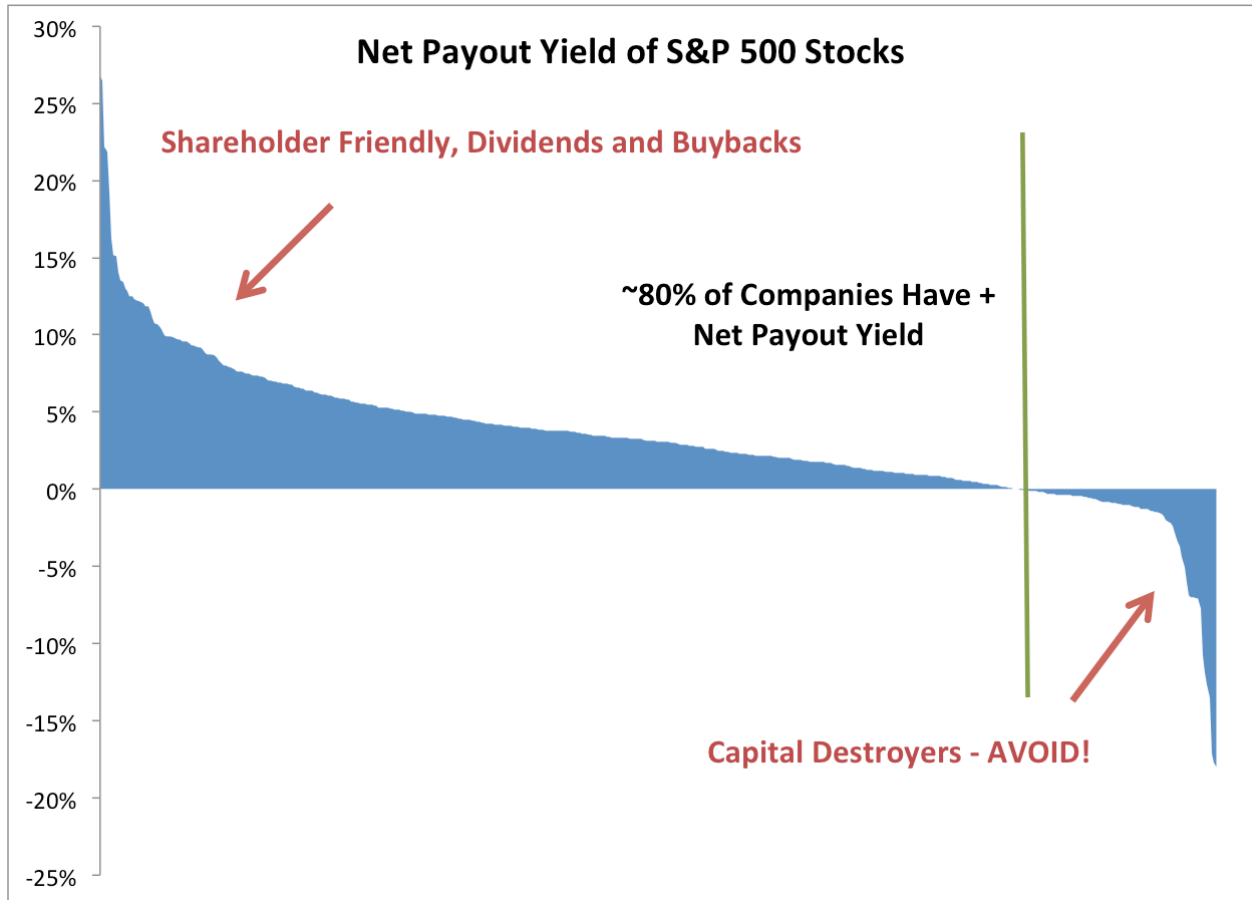 Net Payout Yield of S&P 500 Stocks
30%
25%
Shareholder Friendly, Dividends and Buybacks
20%
15%
~80% of Companies Have +
Net Payout Yield
10%
5%
0%
-5%
-10%
-15%
Capital Destroyers - AVOID!
-20%
-25%